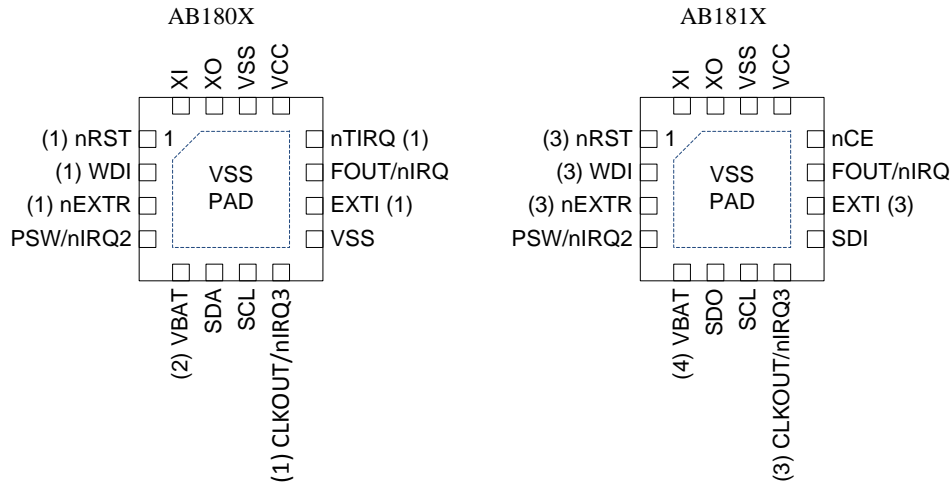 AB180X
XI
XO
VSS
VCC
(1) nRST
1
nTIRQ (1)
(1) WDI
FOUT/nIRQ
(1) nEXTR
EXTI (1)
PSW/nIRQ2
VSS
VSS
PAD
(2) VBAT
SDA
SCL
(1) CLKOUT/nIRQ3
AB181X
XI
XO
VSS
VCC
(3) nRST
1
nCE
(3) WDI
FOUT/nIRQ
(3) nEXTR
EXTI (3)
PSW/nIRQ2
SDI
VSS
PAD
(4) VBAT
SDO
SCL
(3) CLKOUT/nIRQ3